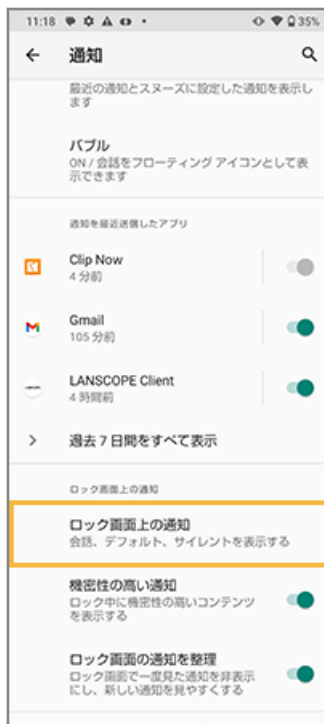 11:18
35%
通知
最近の通知とスヌーズに設定した通知を表示し
ます
バブル
ON / 会話をフローティング アイコンとして表
示できます
通知を最近送信したアプリ
Clip Now
4 分前
Gmail
105 分前
LANSCOPE Client
4 時間前
過去 7 日間をすべて表示
ロック画面上の通知
ロック画面上の通知
会話、デフォルト、サイレントを表示する
機密性の高い通知
ロック中に機密性の高いコンテンツ
を表示する
ロック画面の通知を整理
ロック画面で一度見た通知を非表示
にし、新しい通知を見やすくする